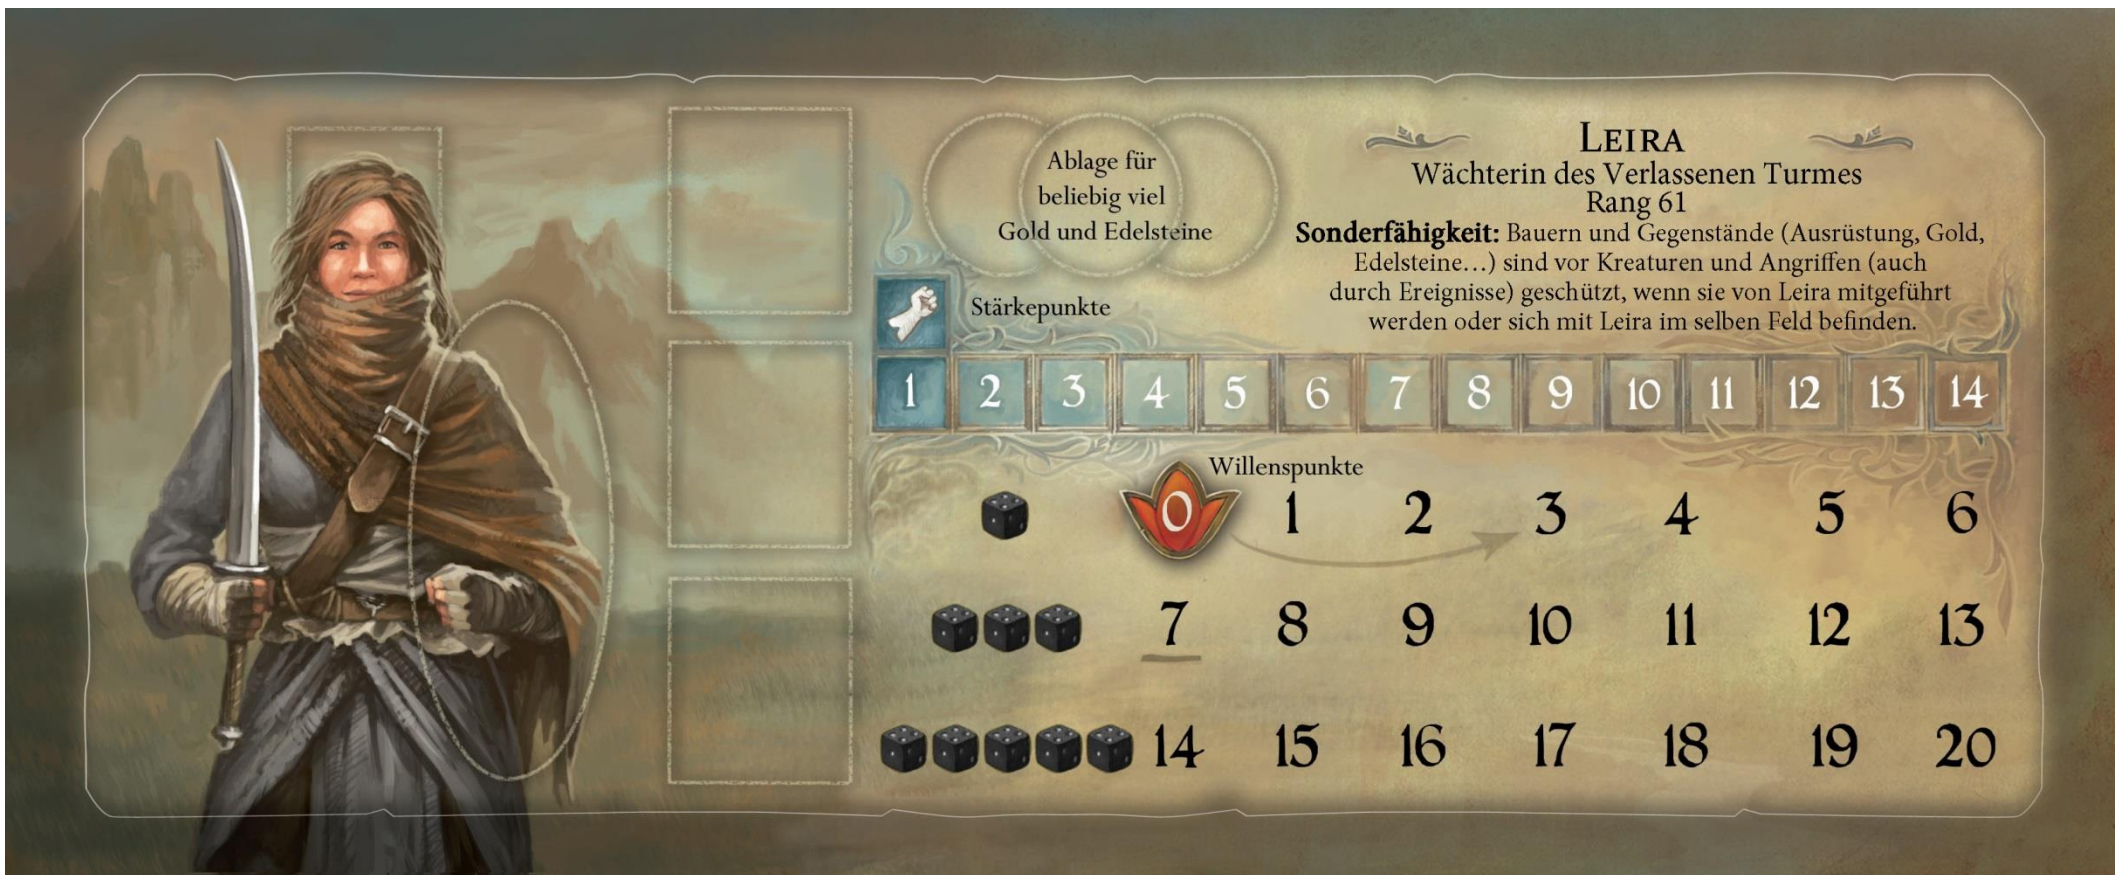 Ablage für
beliebig viel
Gold und Edelsteine
LEIRA
Wächterin des Verlassenen Turmes
Rang 61
Sonderfähigkeit: Bauern und Gegenstände (Ausrüstung, Gold,
Edelsteine...) sind vor Kreaturen und Angriffen (auch
durch Ereignisse) geschützt, wenn sie von Leira mitgeführt
werden oder sich mit Leira im selben Feld befinden.
Stärkepunkte
1 2 3 4 5 6 7 8 9 10 11 12 13 14
Willenspunkte
0 1 2 3 4 5 6
7 8 9 10 11 12 13
14 15 16 17 18 19 20